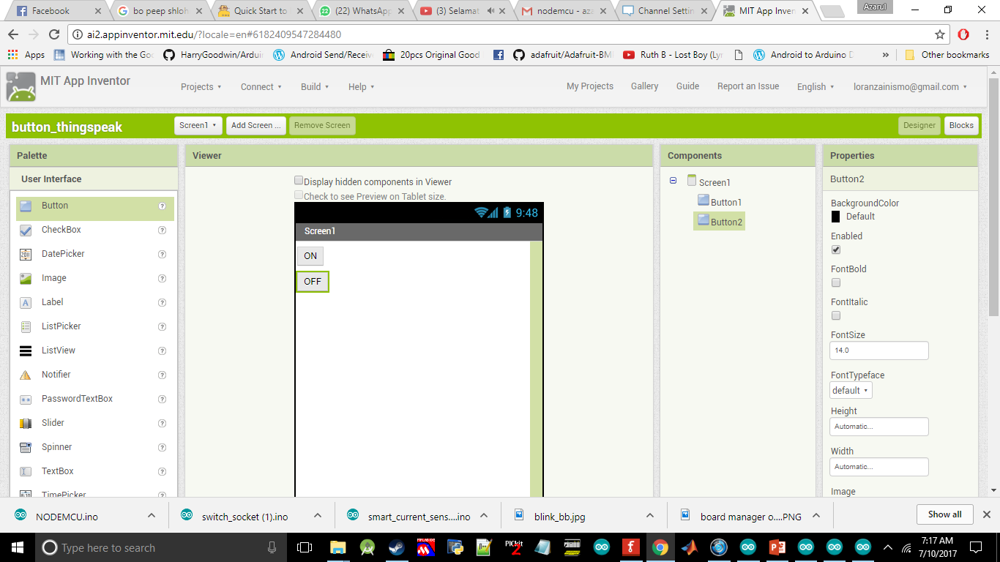 Facebook
bo peep shloh
Quick Start to
(22) WhatsApp
(3) Selamat
nodemcu - aza
Channel Settin
MIT App Inven
Azarul
ai2.appinventor.mit.edu/?locale=en#6182409547284480
Apps
Working with the Go
HarryGoodwin/Ardui
Android Send/Receiv
20pcs Original Good
adafruit/Adafruit-BM
Ruth B - Lost Boy (Lyr
Android to Arduino D
»
Other bookmarks
MIT App Inventor
Projects
Connect
Build
Help
My Projects
Gallery
Guide
Report an Issue
English
loranzainismo@gmail.com
button_thingspeak
Screen1
Add Screen ...
Remove Screen
Designer
Blocks
Palette
Viewer
Components
Properties
User Interface
Button
CheckBox
DatePicker
Image
Label
ListPicker
ListView
Notifier
PasswordTextBox
Slider
Spinner
TextBox
TimePicker
Display hidden components in Viewer
Check to see Preview on Tablet size.
9:48
Screen1
ON
OFF
Screen1
Button1
Button2
Button2
BackgroundColor
Default
Enabled
FontBold
FontItalic
FontSize
14.0
FontTypeface
default
Height
Automatic...
Width
Automatic...
Image
NODEMCU.ino
switch_socket (1).ino
smart_current_sens....ino
blink_bb.jpg
board manager o....PNG
Show all
Type here to search
7:17 AM
7/10/2017